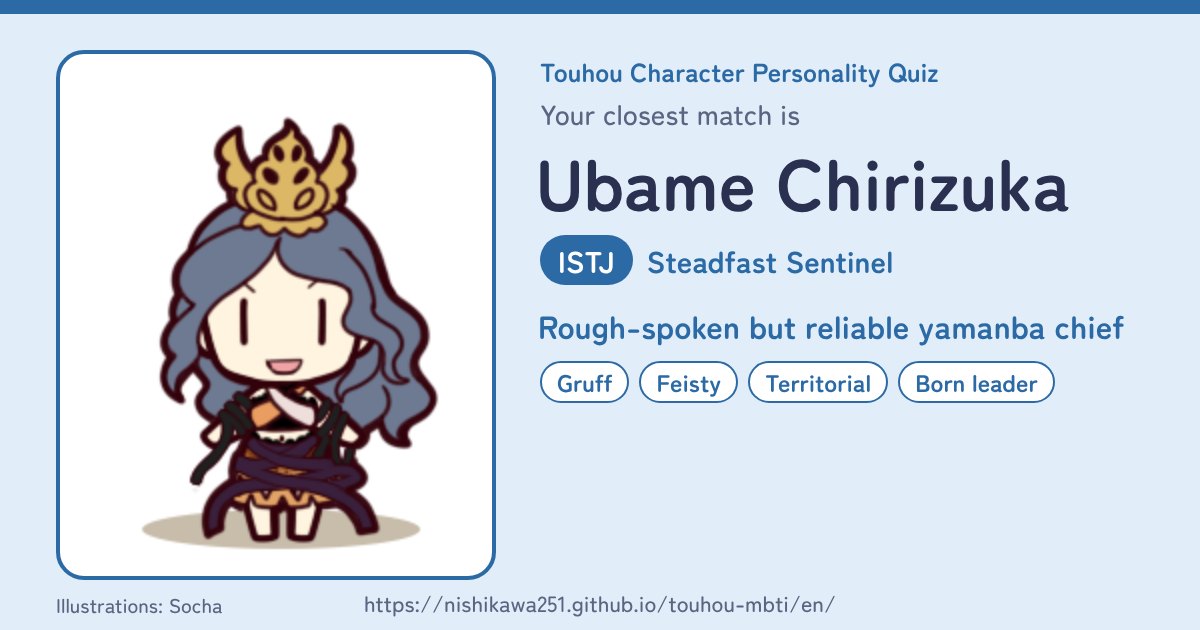 Touhou Character Personality Quiz
Your closest match is
Ubame Chirizuka
ISTJ Steadfast Sentinel
Rough-spoken but reliable yamanba chief
Gruff Feisty Territorial Born leader
Illustrations: Socha https://nishikawa251.github.io/touhou-mbti/en/